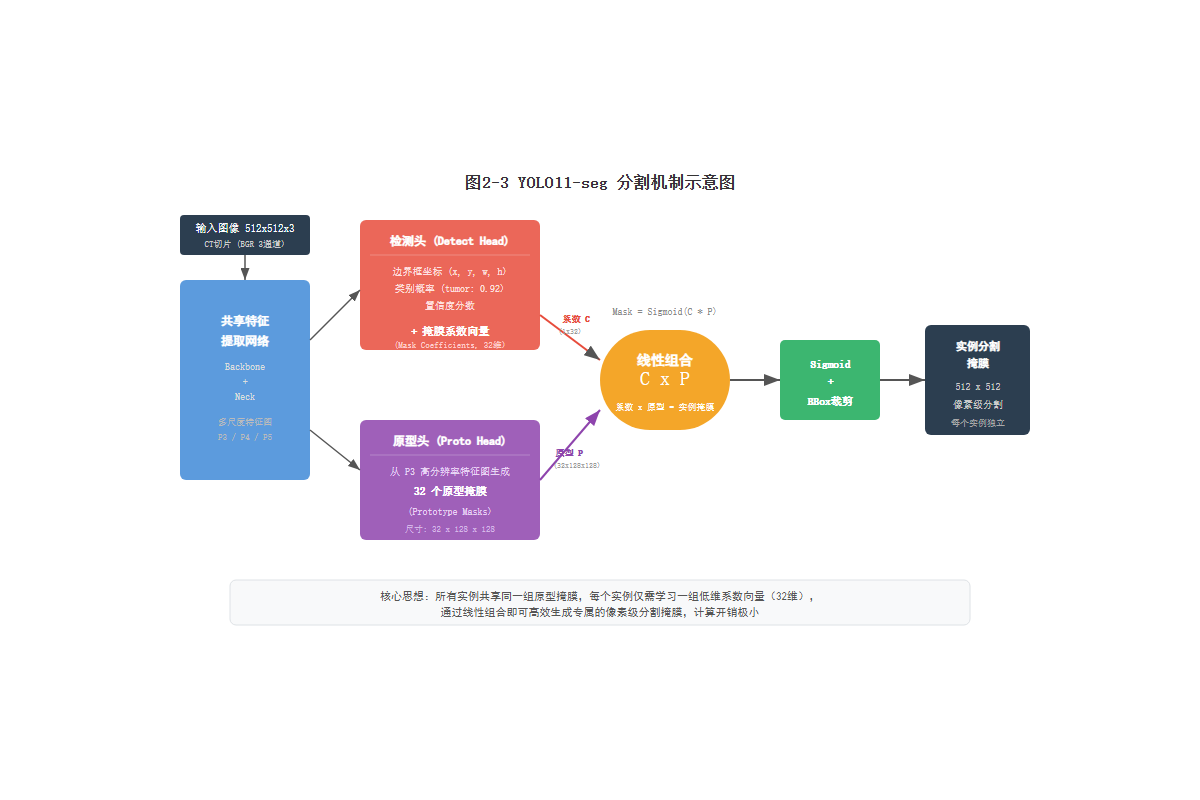 图2-3 YOLO11-seg 分割机制示意图
输入图像 512x512x3
CT切片 (BGR 3通道)
共享特征
提取网络
Backbone
+
Neck
多尺度特征图
P3 / P4 / P5
检测头 (Detect Head)
边界框坐标 (x, y, w, h)
类别概率 (tumor: 0.92)
置信度分数
+ 掩膜系数向量
(Mask Coefficients, 32维)
原型头 (Proto Head)
从 P3 高分辨率特征图生成
32 个原型掩膜
(Prototype Masks)
尺寸: 32 x 128 x 128
系数 C
(1x32)
原型 P
(32x128x128)
Mask = Sigmoid(C * P)
线性组合
C x P
系数 x 原型 = 实例掩膜
Sigmoid
+
BBox裁剪
实例分割
掩膜
512 x 512
像素级分割
每个实例独立
核心思想: 所有实例共享同一组原型掩膜, 每个实例仅需学习一组低维系数向量（32维）,
通过线性组合即可高效生成专属的像素级分割掩膜, 计算开销极小